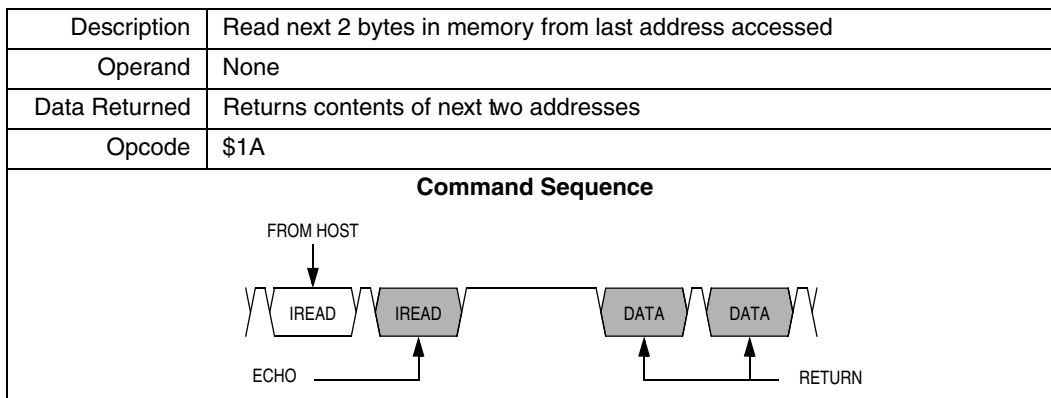 Description Read next 2 bytes in memory from last address accessed
Operand None
Data Returned Returns contents of next two addresses
Opcode $1A
Command Sequence
FROM HOST
IREAD IREAD DATA DATA
ECHO RETURN